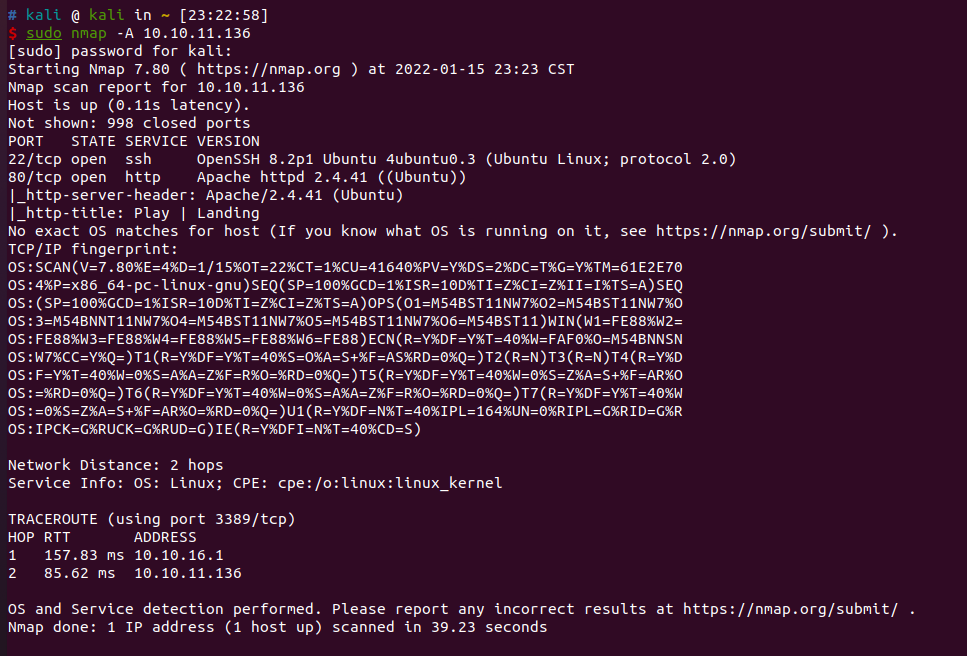 # kali @ kali in ~ [23:22:58]
$ sudo nmap -A 10.10.11.136
[sudo] password for kali:
Starting Nmap 7.80 ( https://nmap.org ) at 2022-01-15 23:23 CST
Nmap scan report for 10.10.11.136
Host is up (0.11s latency).
Not shown: 998 closed ports
PORT   STATE SERVICE VERSION
22/tcp open  ssh     OpenSSH 8.2p1 Ubuntu 4ubuntu0.3 (Ubuntu Linux; protocol 2.0)
80/tcp open  http    Apache httpd 2.4.41 ((Ubuntu))
|_http-server-header: Apache/2.4.41 (Ubuntu)
|_http-title: Play | Landing
No exact OS matches for host (If you know what OS is running on it, see https://nmap.org/submit/ ).
TCP/IP fingerprint:
OS:SCAN(V=7.80%E=4%D=1/15%OT=22%CT=1%CU=41640%PV=Y%DS=2%DC=T%G=Y%TM=61E2E70
OS:4%P=x86_64-pc-linux-gnu)SEQ(SP=100%GCD=1%ISR=10D%TI=Z%CI=Z%II=I%TS=A)SEQ
OS:(SP=100%GCD=1%ISR=10D%TI=Z%CI=Z%TS=A)OPS(O1=M54BST11NW7%O2=M54BST11NW7%O
OS:3=M54BNNT11NW7%O4=M54BST11NW7%O5=M54BST11NW7%O6=M54BST11)WIN(W1=FE88%W2=
OS:FE88%W3=FE88%W4=FE88%W5=FE88%W6=FE88)ECN(R=Y%DF=Y%T=40%W=FAF0%O=M54BNNSN
OS:W7%CC=Y%Q=)T1(R=Y%DF=Y%T=40%S=O%A=S+%F=AS%RD=0%Q=)T2(R=N)T3(R=N)T4(R=Y%D
OS:F=Y%T=40%W=0%S=A%A=Z%F=R%O=%RD=0%Q=)T5(R=Y%DF=Y%T=40%W=0%S=Z%A=S+%F=AR%O
OS:=%RD=0%Q=)T6(R=Y%DF=Y%T=40%W=0%S=A%A=Z%F=R%O=%RD=0%Q=)T7(R=Y%DF=Y%T=40%W
OS:=0%S=Z%A=S+%F=AR%O=%RD=0%Q=)U1(R=Y%DF=N%T=40%IPL=164%UN=0%RIPL=G%RID=G%R
OS:IPCK=G%RUCK=G%RUD=G)IE(R=Y%DFI=N%T=40%CD=S)
Network Distance: 2 hops
Service Info: OS: Linux; CPE: cpe:/o:linux:linux_kernel
TRACEROUTE (using port 3389/tcp)
HOP RTT       ADDRESS
1   157.83 ms 10.10.16.1
2   85.62 ms  10.10.11.136
OS and Service detection performed. Please report any incorrect results at https://nmap.org/submit/ .
Nmap done: 1 IP address (1 host up) scanned in 39.23 seconds